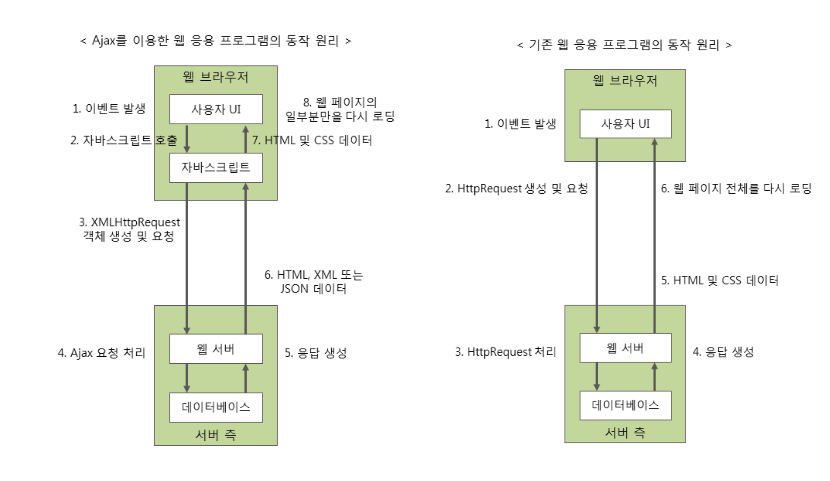 < Ajax를 이용한 웹 응용 프로그램의 동작 원리 >
웹 브라우저
1. 이벤트 발생
사용자 UI
8. 웹 페이지의
일부분만을 다시 로딩
2. 자바스크립트 호출
7. HTML 및 CSS 데이터
자바스크립트
3. XMLHttpRequest
객체 생성 및 요청
6. HTML, XML 또는
JSON 데이터
4. Ajax 요청 처리
웹 서버
5. 응답 생성
데이터베이스
서버 측
< 기존 웹 응용 프로그램의 동작 원리 >
웹 브라우저
1. 이벤트 발생
사용자 UI
2. HttpRequest 생성 및 요청
6. 웹 페이지 전체를 다시 로딩
5. HTML 및 CSS 데이터
3. HttpRequest 처리
웹 서버
4. 응답 생성
데이터베이스
서버 측